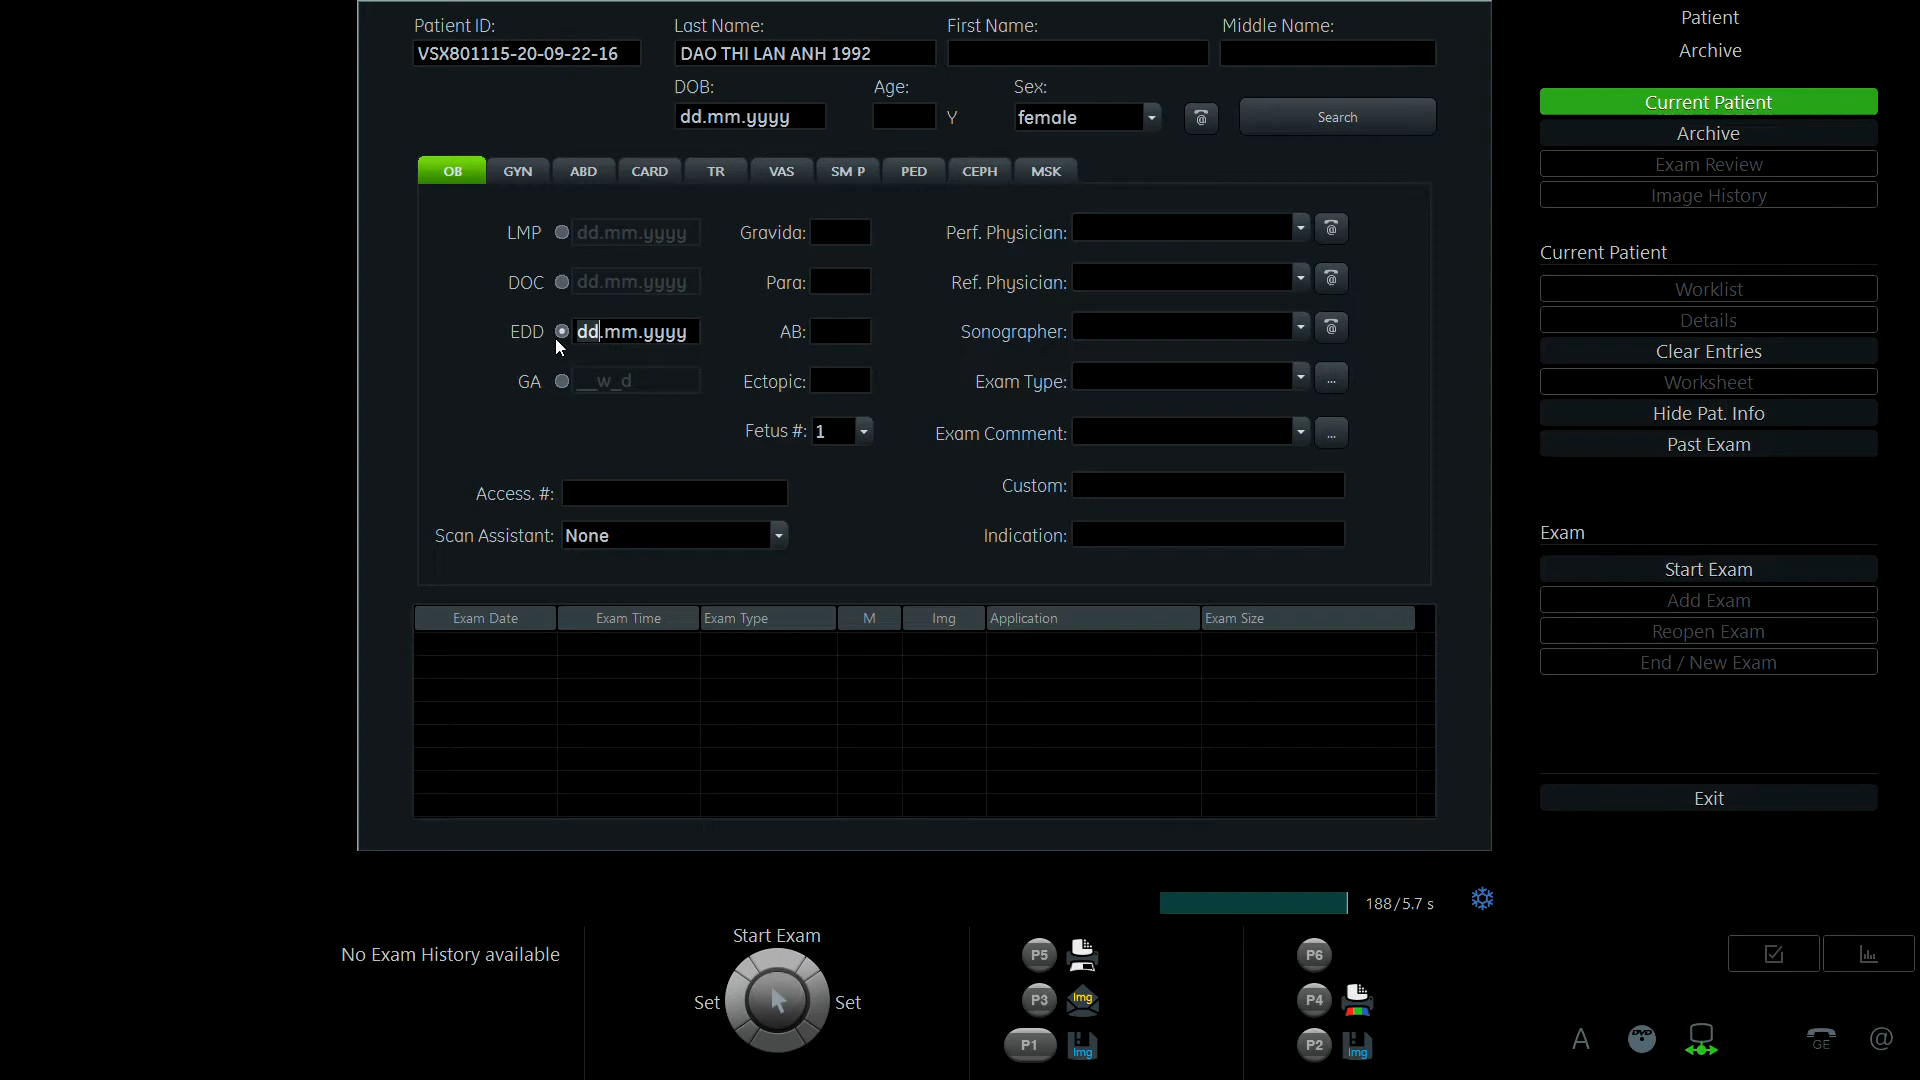 Patient ID: Last Name: First Name: Middle Name:
VSX801115-20-09-22-16 DAO THI LAN ANH 1992
DOB: Age: Sex:
dd.mm.yyyy Y female @ Search
OB GYN ABD CARD TR VAS SM P PED CEPH MSK
LMP dd.mm.yyyy Gravida: Perf. Physician: @
DOC dd.mm.yyyy Para: Ref. Physician: @
EDD dd.mm.yyyy AB: Sonographer: @
GA __w_d Ectopic: Exam Type: ...
Fetus #: 1 Exam Comment: ...
Access. #: Custom:
Scan Assistant: None Indication:
Exam Date Exam Time Exam Type M Img Application Exam Size
Patient
Archive
Current Patient
Archive
Exam Review
Image History
Current Patient
Worklist
Details
Clear Entries
Worksheet
Hide Pat. Info
Past Exam
Exam
Start Exam
Add Exam
Reopen Exam
End / New Exam
Exit
188/5.7 s
No Exam History available
Start Exam
Set Set
P5 P6
P3 Img P4
P1 Img P2 Img
A DVD GE @